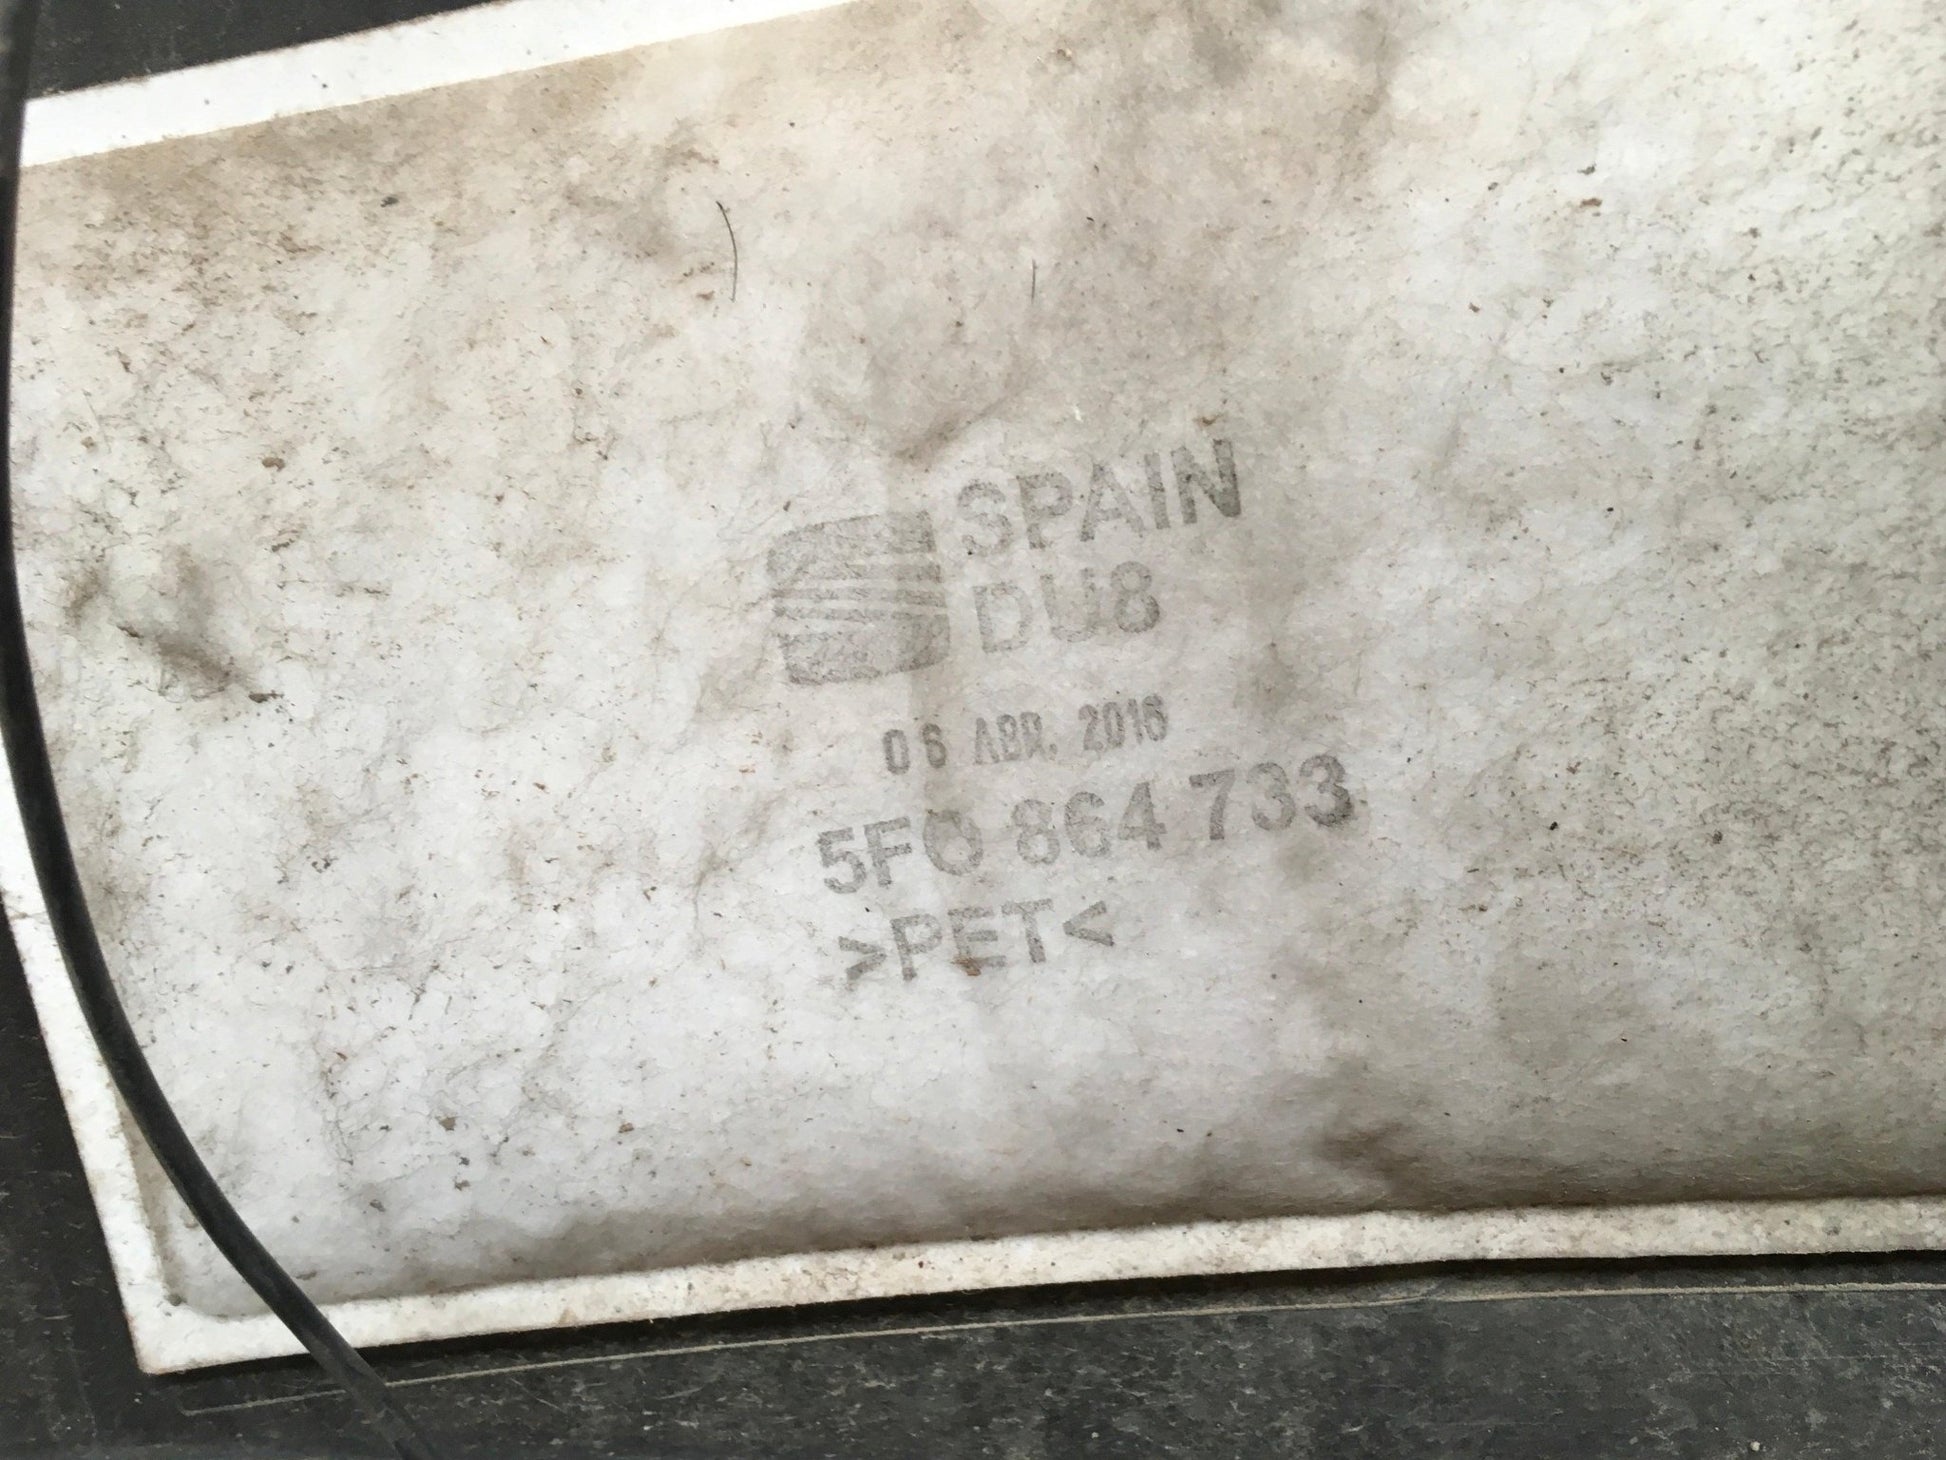 SPAIN
DU8
06 ABR. 2016
5F0 864 733
>PET<